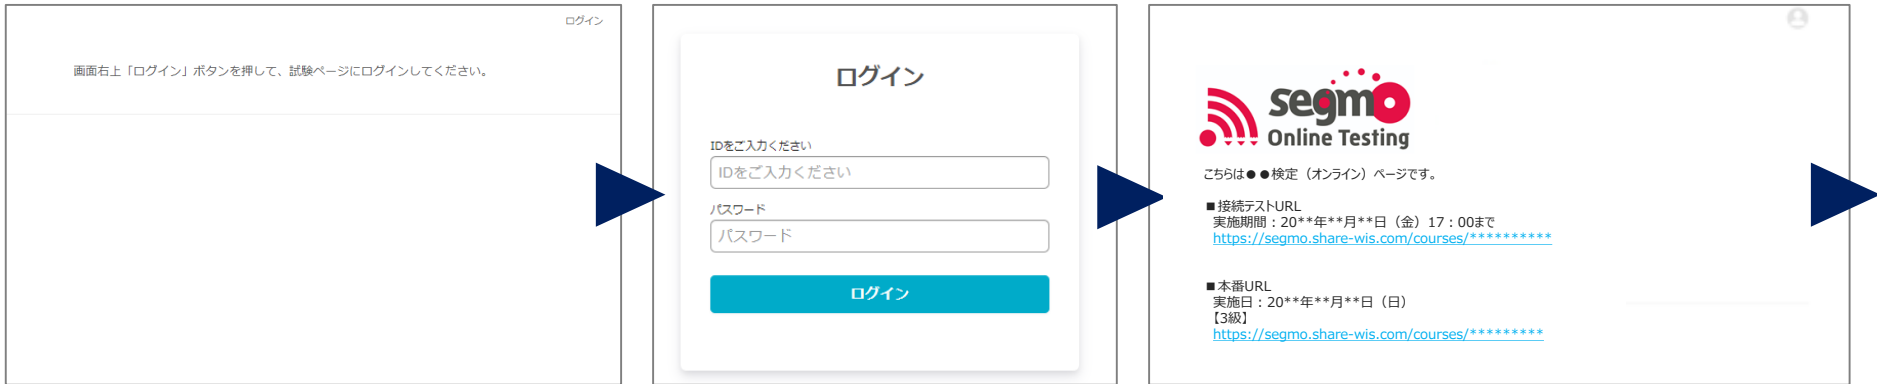 ログイン
画面右上「ログイン」ボタンを押して、試験ページにログインしてください。
ログイン
IDをご入力ください
IDをご入力ください
パスワード
パスワード
ログイン
segmo
Online Testing
こちらは●●検定（オンライン）ページです。
■接続テストURL
実施期間：20**年**月**日（金）17：00まで
https://segmo.share-wis.com/courses/**********
■本番URL
実施日：20**年**月**日（日）
【3級】
https://segmo.share-wis.com/courses/*********